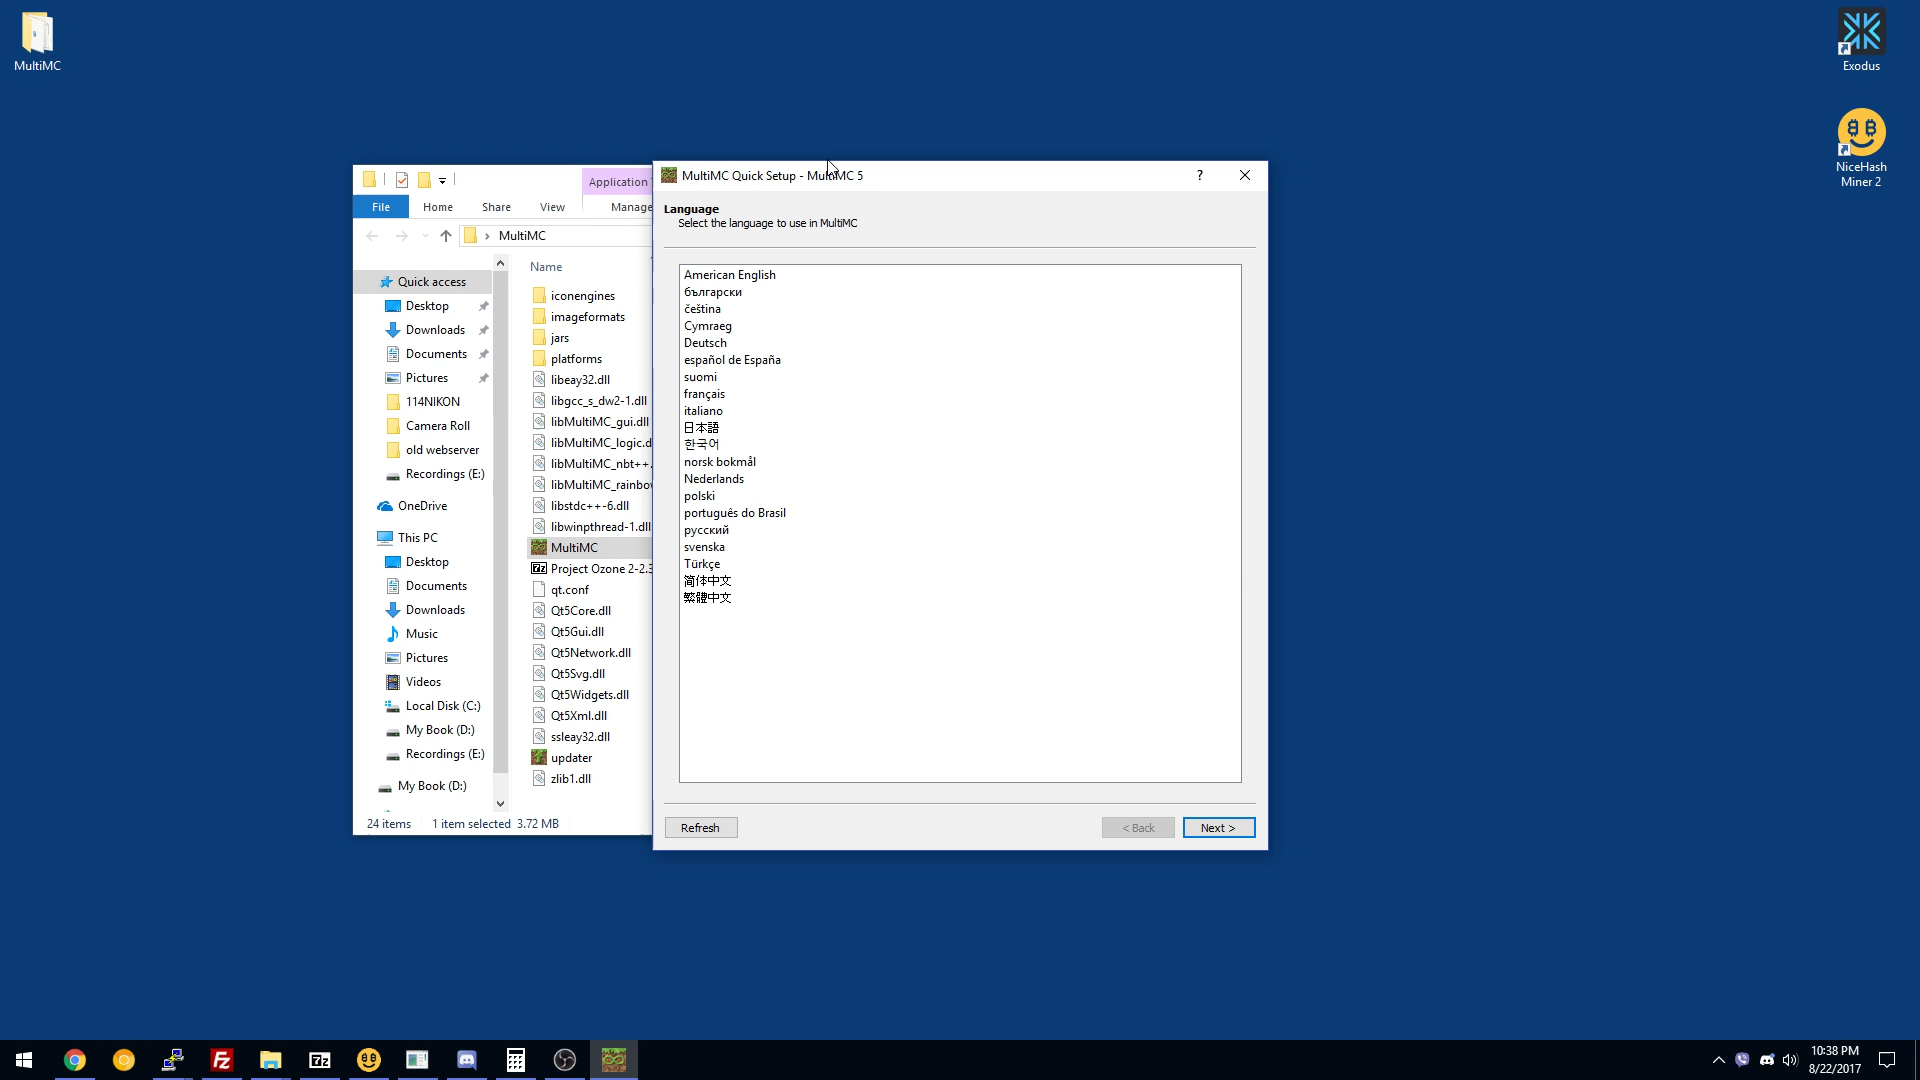 MultiMC
Exodus
NiceHash
Miner 2
Application
File
Home
Share
View
Manage
MultiMC
Name
Quick access
Desktop
Downloads
Documents
Pictures
114NIKON
Camera Roll
old webserver
Recordings (E:)
OneDrive
This PC
Desktop
Documents
Downloads
Music
Pictures
Videos
Local Disk (C:)
My Book (D:)
Recordings (E:)
My Book (D:)
iconengines
imageformats
jars
platforms
libeay32.dll
libgcc_s_dw2-1.dll
libMultiMC_gui.dll
libMultiMC_logic.d
libMultiMC_nbt++.
libMultiMC_rainbo
libstdc++-6.dll
libwinpthread-1.dll
MultiMC
7z Project Ozone 2-2.3
qt.conf
Qt5Core.dll
Qt5Gui.dll
Qt5Network.dll
Qt5Svg.dll
Qt5Widgets.dll
Qt5Xml.dll
ssleay32.dll
updater
zlib1.dll
24 items
1 item selected 3.72 MB
MultiMC Quick Setup - MultiMC 5
?
Language
Select the language to use in MultiMC
American English
български
čeština
Cymraeg
Deutsch
español de España
suomi
français
italiano
日本語
한국어
norsk bokmål
Nederlands
polski
português do Brasil
русский
svenska
Türkçe
简体中文
繁體中文
Refresh
< Back
Next >
Fz
7z
10:38 PM
8/22/2017